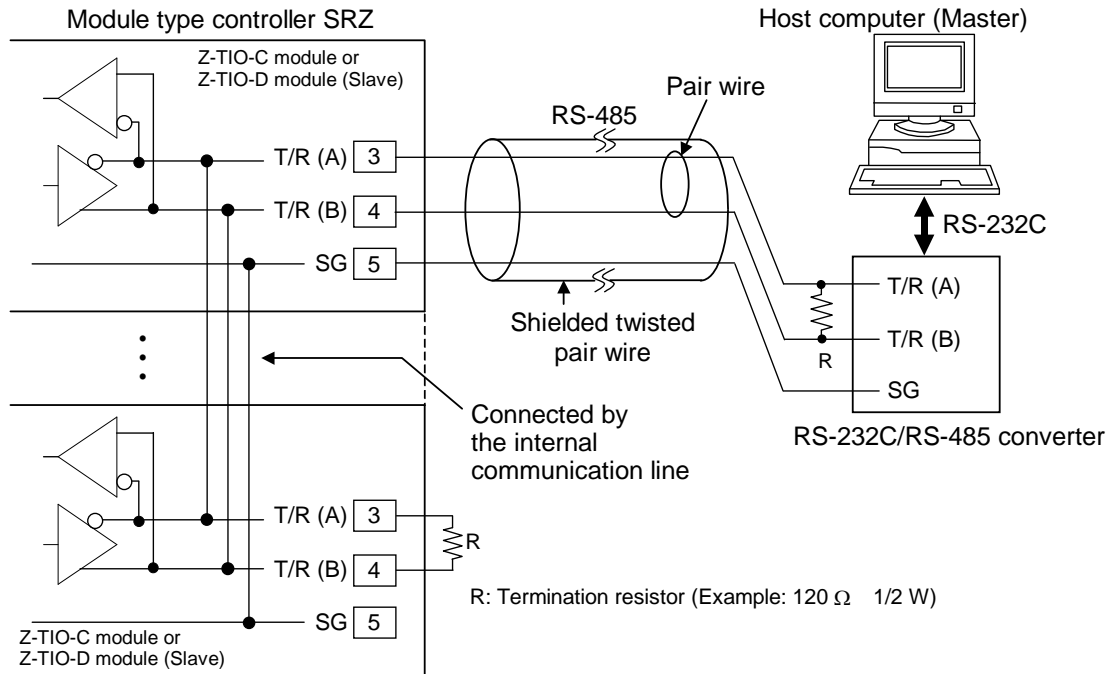 Module type controller SRZ
Host computer (Master)
Z-TIO-C module or
Z-TIO-D module (Slave)
Pair wire
RS-485
T/R (A) 3
T/R (B) 4
SG 5
RS-232C
T/R (A)
T/R (B)
R
SG
Shielded twisted
pair wire
RS-232C/RS-485 converter
Connected by
the internal
communication line
T/R (A) 3
R
T/R (B) 4
SG 5
R: Termination resistor (Example: 120 Ω 1/2 W)
Z-TIO-C module or
Z-TIO-D module (Slave)